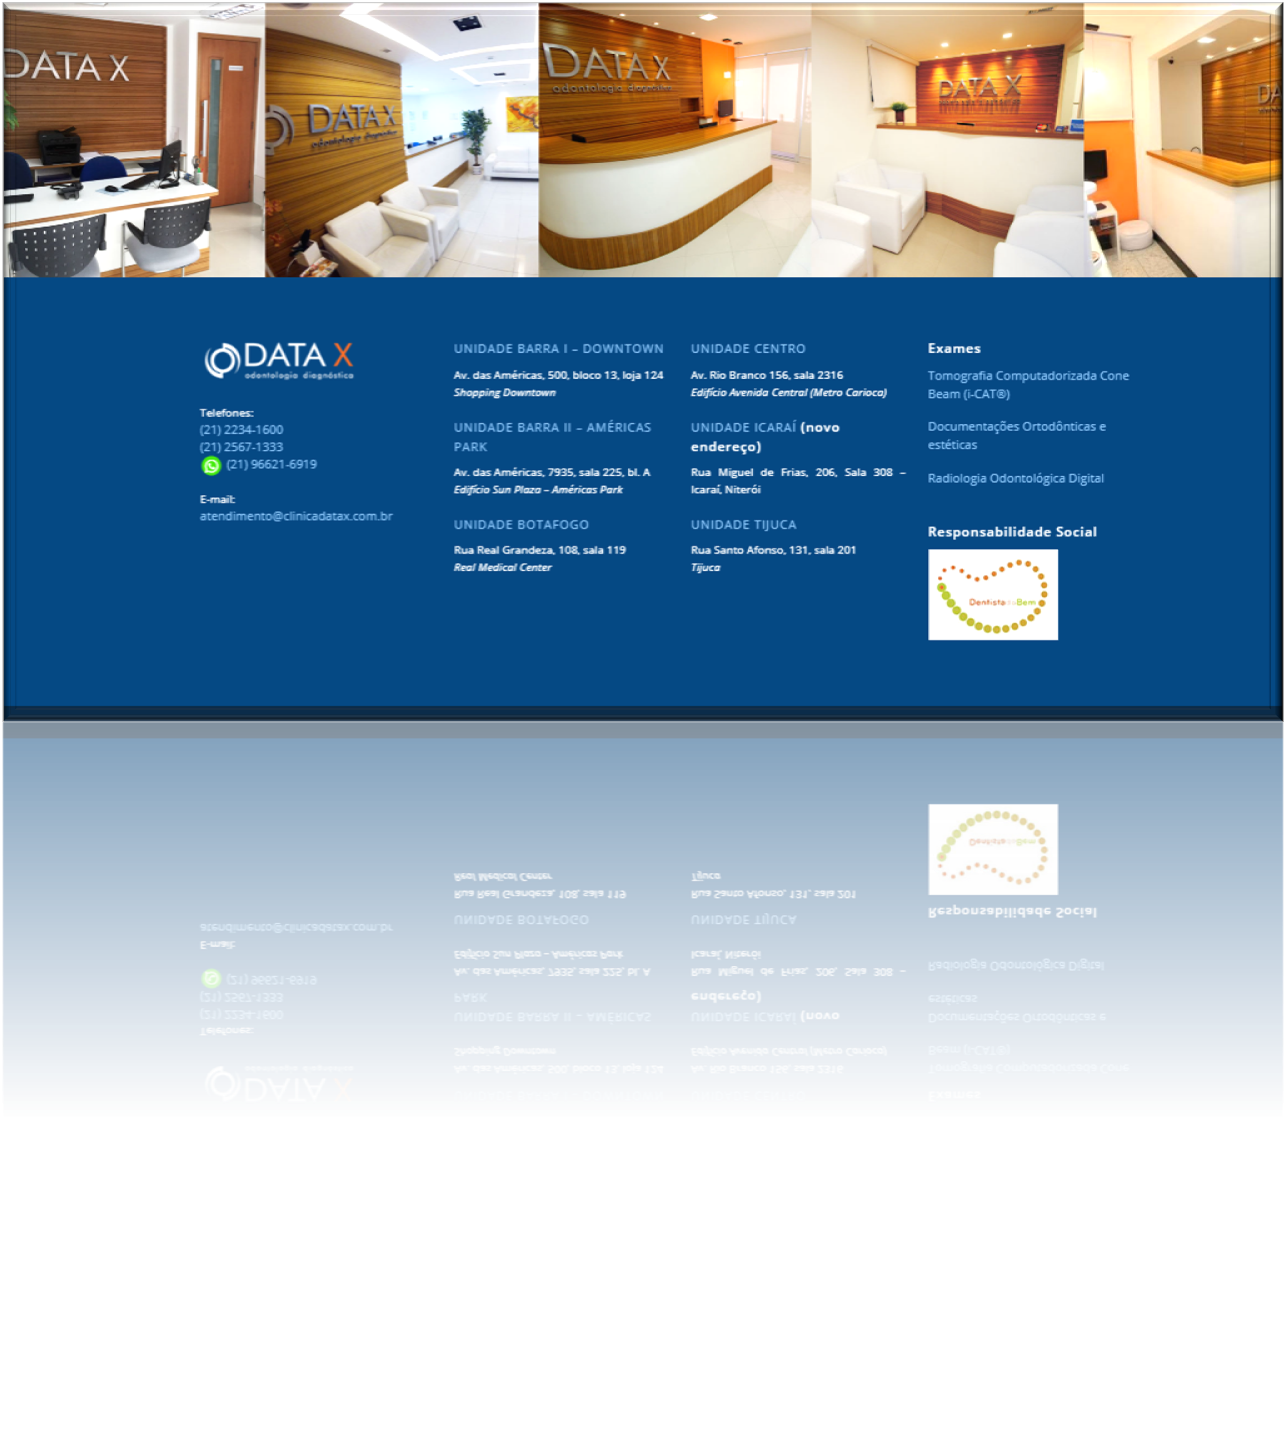 DATA X
DATA X
odontologia diagnóstica
DATA X
odontologia diagnóstica
DATA X
DA
DATA X
odontologia diagnóstica
Telefones:
(21) 2234-1600
(21) 2567-1333
(21) 96621-6919
E-mail:
atendimento@clinicadatax.com.br
UNIDADE BARRA I – DOWNTOWN
Av. das Américas, 500, bloco 13, loja 124
Shopping Downtown
UNIDADE BARRA II – AMÉRICAS
PARK
Av. das Américas, 7935, sala 225, bl. A
Edifício Sun Plaza – Américas Park
UNIDADE BOTAFOGO
Rua Real Grandeza, 108, sala 119
Real Medical Center
UNIDADE CENTRO
Av. Rio Branco 156, sala 2316
Edifício Avenida Central (Metro Carioca)
UNIDADE ICARAÍ (novo
endereço)
Rua Miguel de Frias, 206, Sala 308 –
Icaraí, Niterói
UNIDADE TIJUCA
Rua Santo Afonso, 131, sala 201
Tijuca
Exames
Tomografia Computadorizada Cone
Beam (i-CAT®)
Documentações Ortodônticas e
estéticas
Radiologia Odontológica Digital
Responsabilidade Social
DentistadoBem